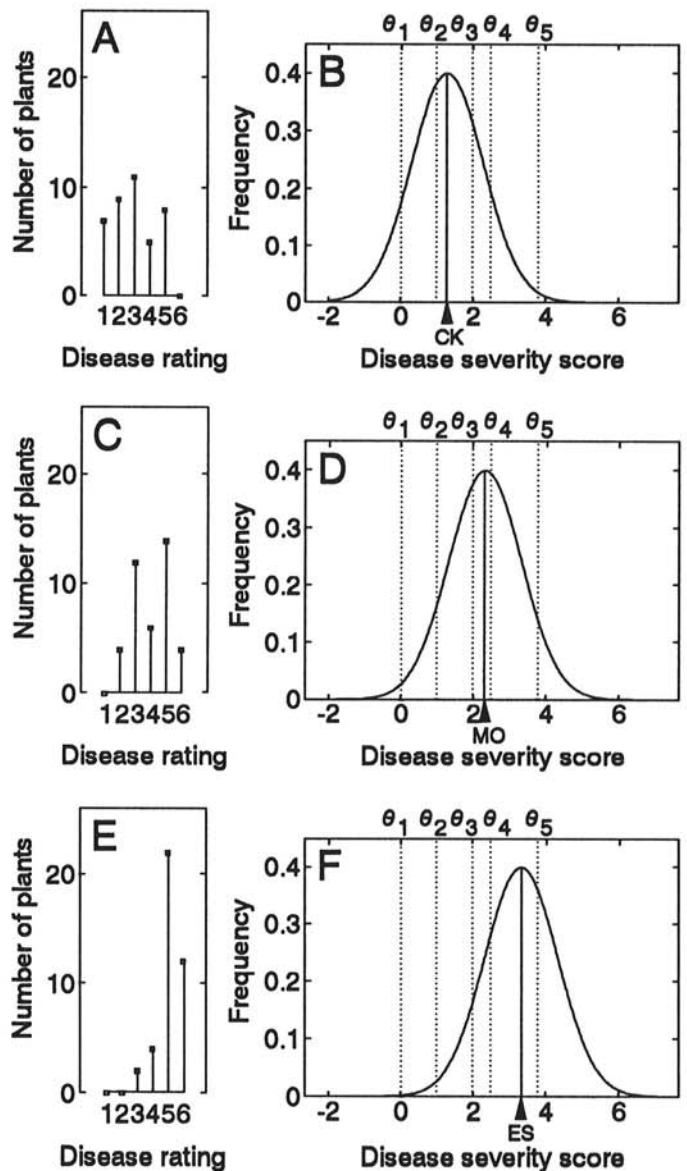 A
Number of plants
20
10
0
123456
Disease rating
θ1 θ2 θ3 θ4 θ5
B
Frequency
0.4
0.3
0.2
0.1
0
-2 0 2 4 6
CK
Disease severity score
C
Number of plants
20
10
0
123456
Disease rating
θ1 θ2 θ3 θ4 θ5
D
Frequency
0.4
0.3
0.2
0.1
0
-2 0 2 4 6
MO
Disease severity score
E
Number of plants
20
10
0
123456
Disease rating
θ1 θ2 θ3 θ4 θ5
F
Frequency
0.4
0.3
0.2
0.1
0
-2 0 2 4 6
ES
Disease severity score